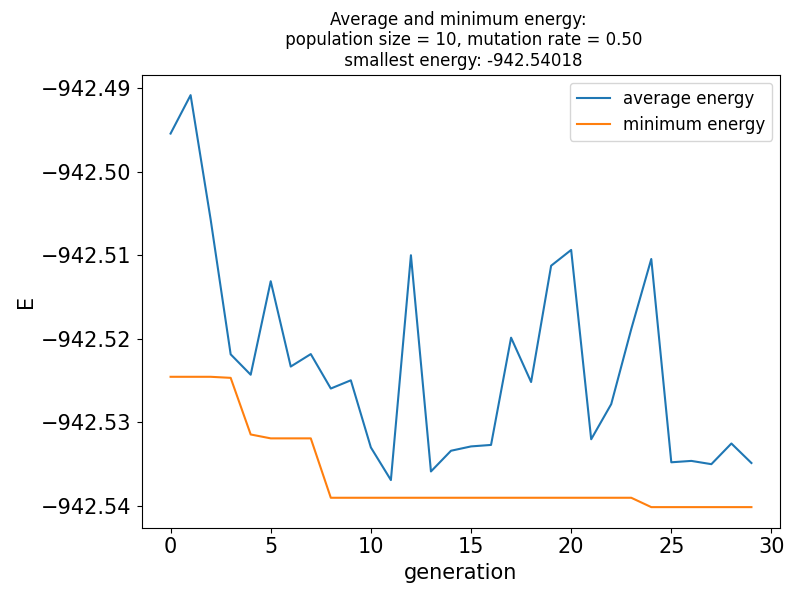 Average and minimum energy:
population size = 10, mutation rate = 0.50
smallest energy: -942.54018
average energy
minimum energy
E
−942.49
−942.50
−942.51
−942.52
−942.53
−942.54
0 5 10 15 20 25 30
generation